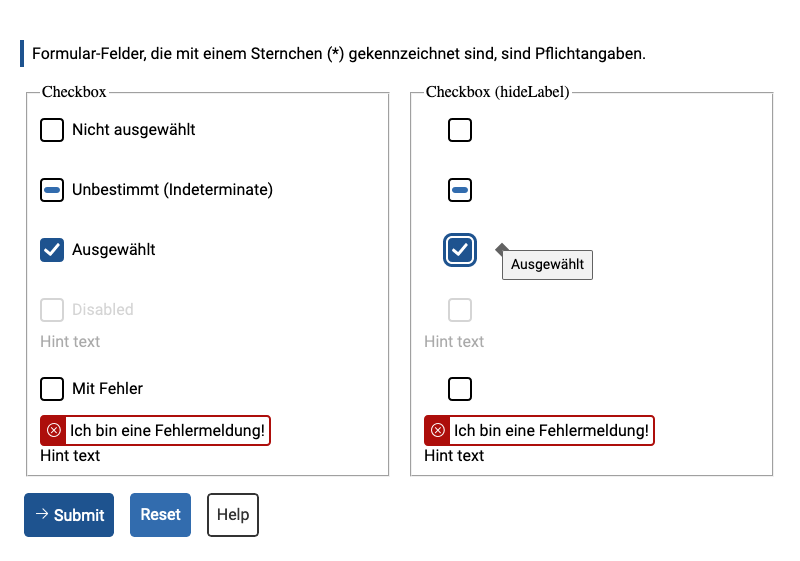 Formular-Felder, die mit einem Sternchen (*) gekennzeichnet sind, sind Pflichtangaben.
Checkbox
Nicht ausgewählt
Unbestimmt (Indeterminate)
Ausgewählt
Disabled
Hint text
Mit Fehler
Ich bin eine Fehlermeldung!
Hint text
Checkbox (hideLabel)
Ausgewählt
Hint text
Ich bin eine Fehlermeldung!
Hint text
Submit
Reset
Help